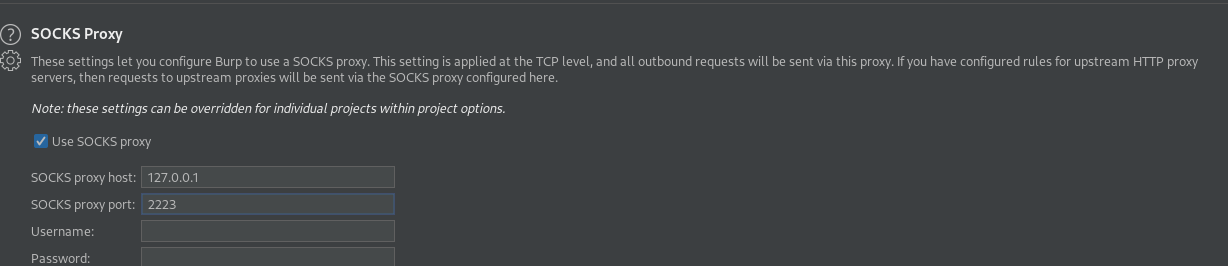 SOCKS Proxy
These settings let you configure Burp to use a SOCKS proxy. This setting is applied at the TCP level, and all outbound requests will be sent via this proxy. If you have configured rules for upstream HTTP proxy
servers, then requests to upstream proxies will be sent via the SOCKS proxy configured here.
Note: these settings can be overridden for individual projects within project options.
Use SOCKS proxy
SOCKS proxy host: 127.0.0.1
SOCKS proxy port: 2223
Username:
Password: